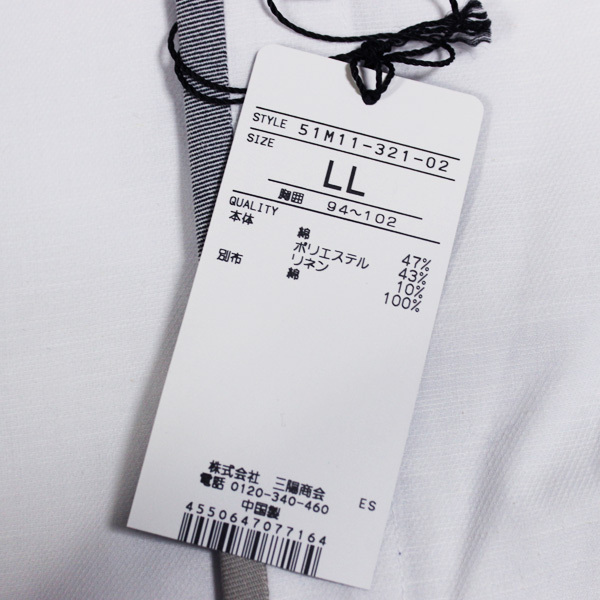 STYLE 51M11-321-02
SIZE
LL
胸囲 94~102
QUALITY
本体 綿 47%
ポリエステル 43%
リネン 10%
別布 綿 100%
株式会社 三陽商会
電話 0120-340-460 ES
中国製
4550647077164